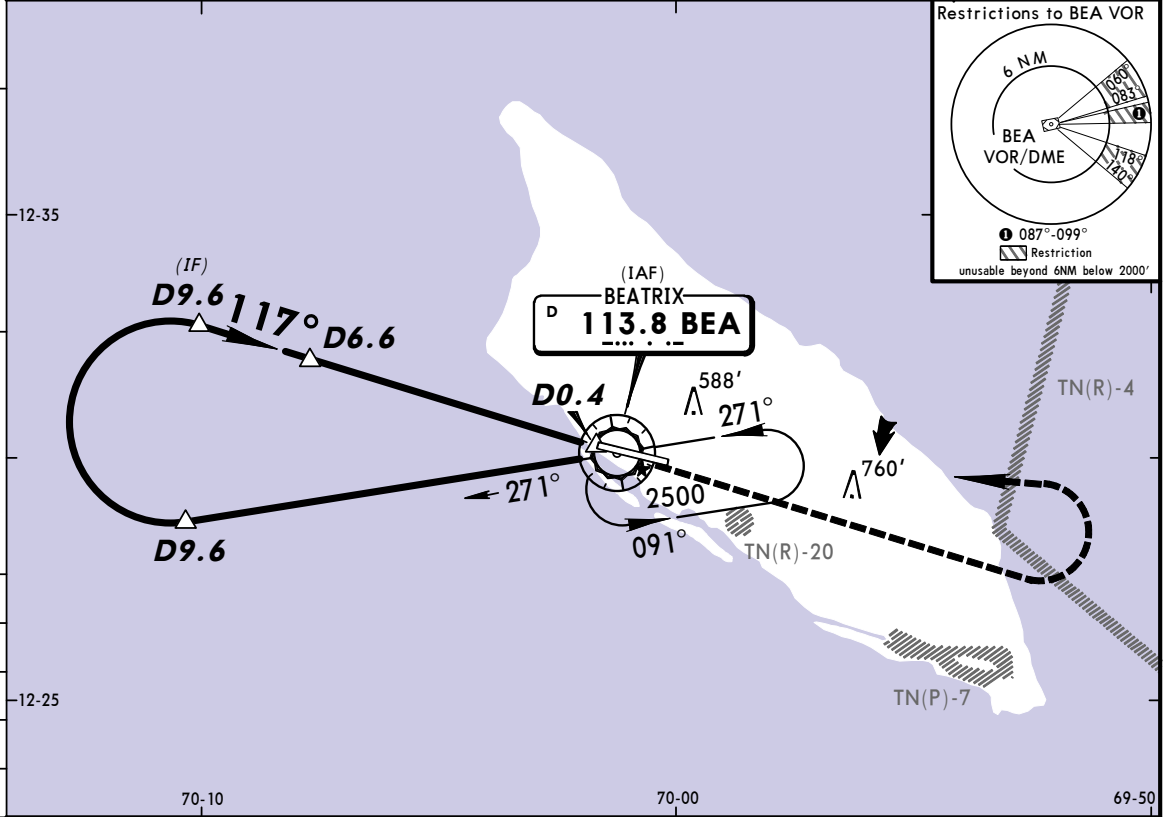 Restrictions to BEA VOR
6 NM
060°
083°
❶
BEA
VOR/DME
118°
140°
❶ 087°-099°
Restriction
unusable beyond 6NM below 2000'
12-35
(IF)
D9.6
117°
D6.6
(IAF)
BEATRIX
D 113.8 BEA
D0.4
588'
271°
TN(R)-4
760'
271°
2500
091°
TN(R)-20
D9.6
TN(P)-7
12-25
70-10
70-00
69-50